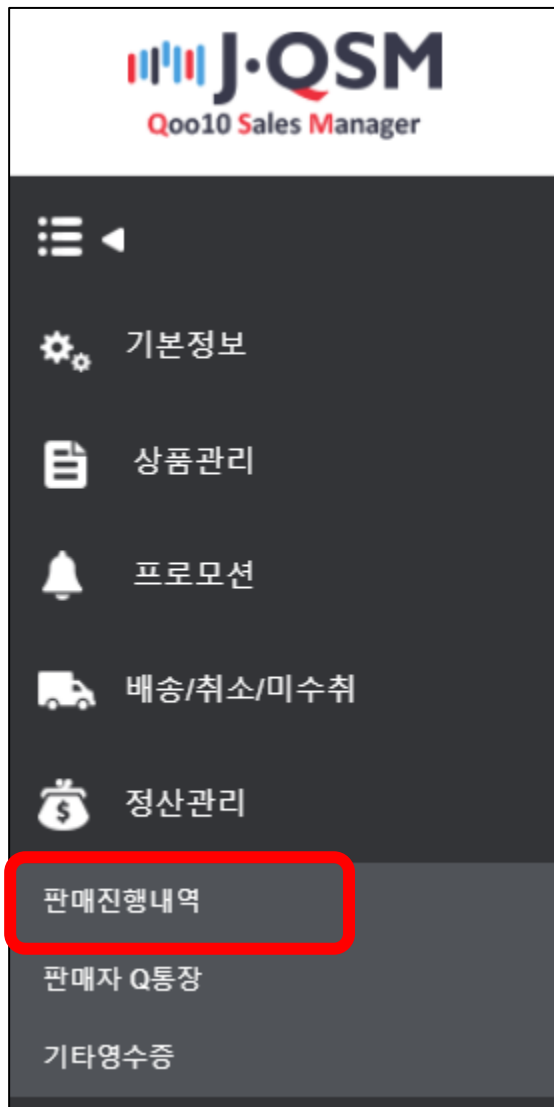 J·QSM
Qoo10 Sales Manager
기본정보
상품관리
프로모션
배송/취소/미수취
정산관리
판매진행내역
판매자 Q통장
기타영수증